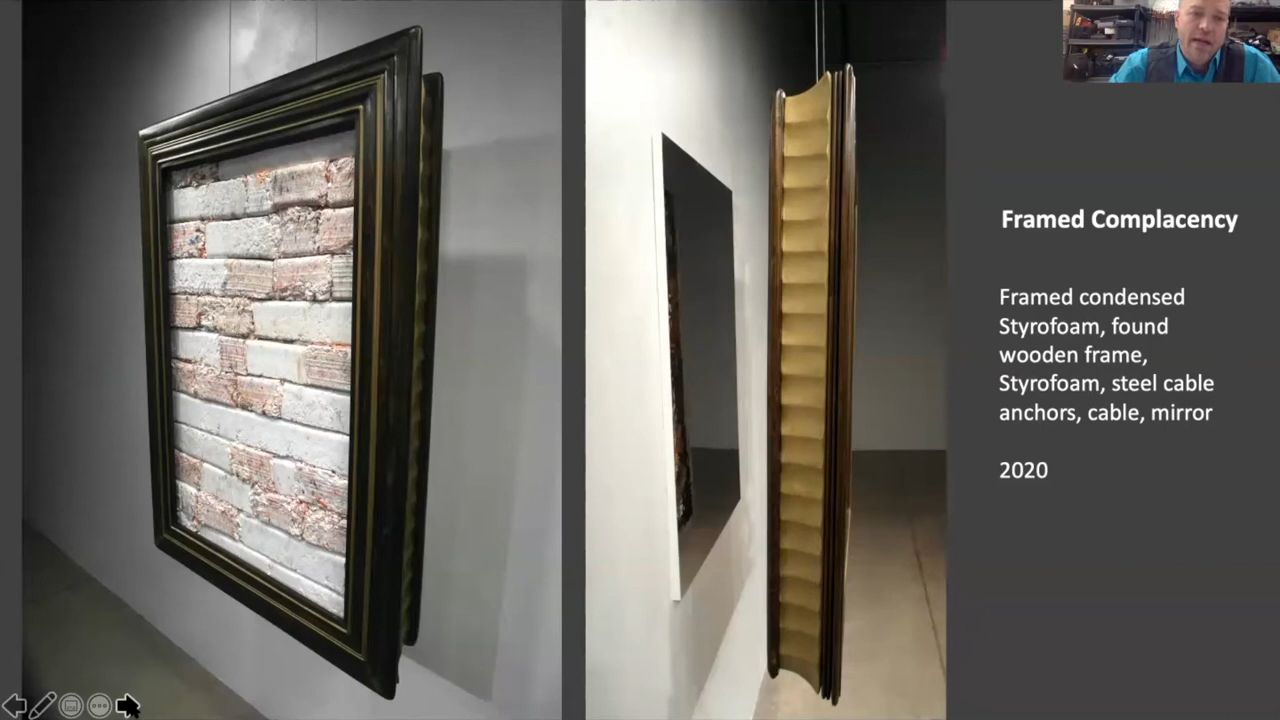 Framed Complacency
Framed condensed
Styrofoam, found
wooden frame,
Styrofoam, steel cable
anchors, cable, mirror
2020